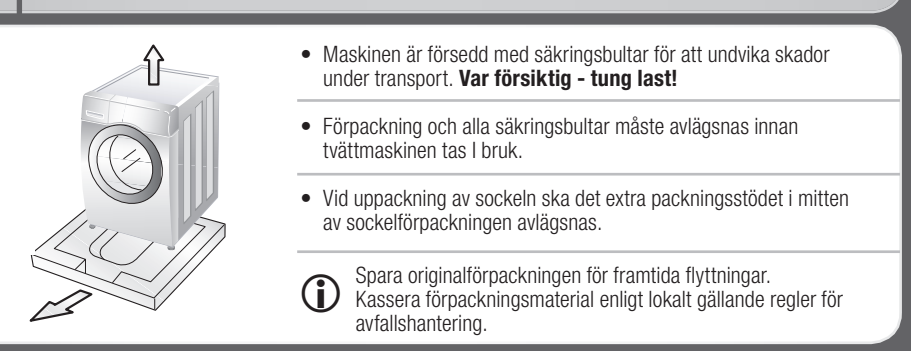 • Maskinen är försedd med säkringsbultar för att undvika skador
under transport. Var försiktig - tung last!
• Förpackning och alla säkringsbultar måste avlägsnas innan
tvättmaskinen tas I bruk.
• Vid uppackning av sockeln ska det extra packningsstödet i mitten
av sockelförpackningen avlägsnas.
Spara originalförpackningen för framtida flyttningar.
Kassera förpackningsmaterial enligt lokalt gällande regler för
avfallshantering.